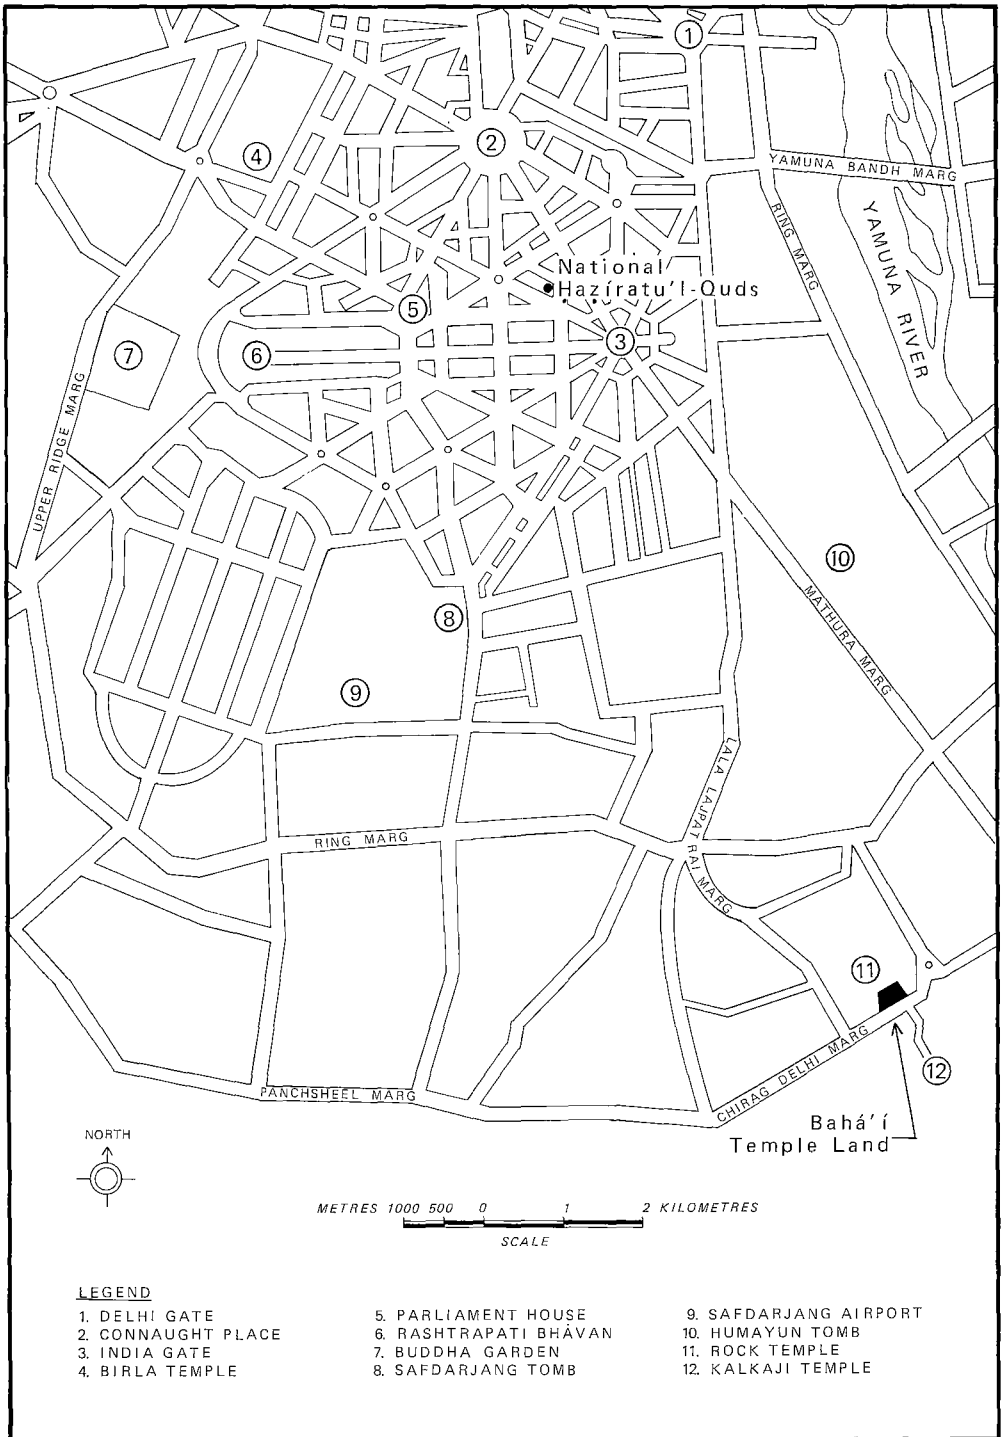 1
2
4
YAMUNA BANDH MARG
RING MARG
YAMUNA RIVER
National
Hazíratu'l-Quds
5
3
6
7
UPPER RIDGE MARG
10
MATHURA MARG
8
9
LALA LAJPAT RAI MARG
RING MARG
11
CHIRAG DELHI MARG
12
PANCHSHEEL MARG
Bahá'í
Temple Land
NORTH
METRES 1000 500 0 1 2 KILOMETRES
SCALE
LEGEND
1. DELHI GATE
2. CONNAUGHT PLACE
3. INDIA GATE
4. BIRLA TEMPLE
5. PARLIAMENT HOUSE
6. RASHTRAPATI BHÁVAN
7. BUDDHA GARDEN
8. SAFDARJANG TOMB
9. SAFDARJANG AIRPORT
10. HUMAYUN TOMB
11. ROCK TEMPLE
12. KALKAJI TEMPLE